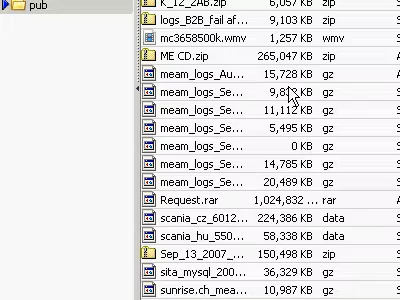 pub
K_12_2AB.zip 6,057 KB zip
logs_B2B_fail af... 9,103 KB zip
mc3658500k.wmv 1,257 KB wmv
ME CD.zip 265,047 KB zip
meam_logs_Au... 15,728 KB gz
meam_logs_Se... KB gz
meam_logs_Se... 11,112 KB gz
meam_logs_Se... 5,495 KB gz
meam_logs_Se... 0 KB gz
meam_logs_Se... 14,785 KB gz
meam_logs_Se... 20,489 KB gz
Request.rar 1,024,832 ... rar
scania_cz_6012... 224,386 KB data
scania_hu_550... 58,338 KB data
Sep_13_2007_... 150,498 KB zip
sita_mysql_200... 36,329 KB gz
sunrise.ch_mea... 10,987 KB gz